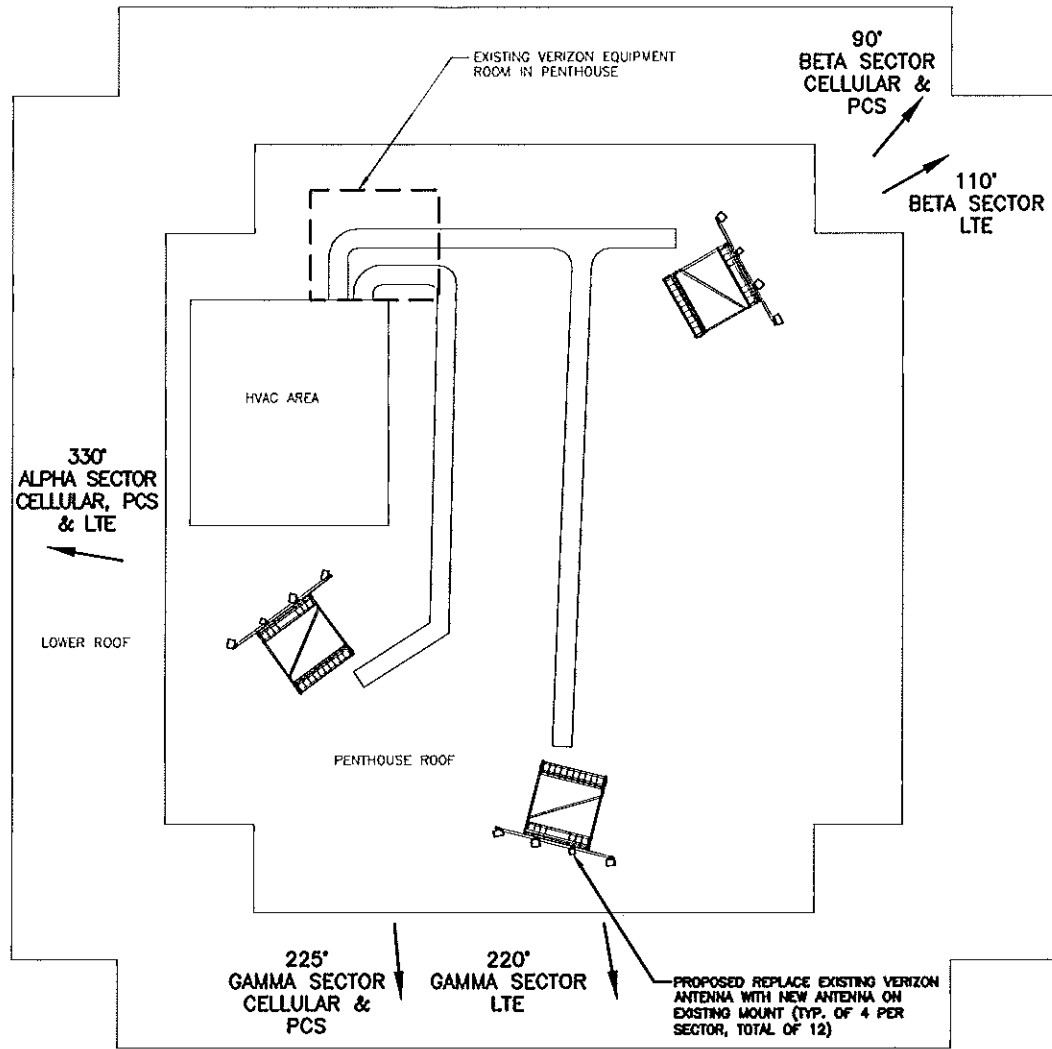 EXISTING VERIZON EQUIPMENT
ROOM IN PENTHOUSE
90°
BETA SECTOR
CELLULAR &
PCS
110°
BETA SECTOR
LTE
HVAC AREA
330°
ALPHA SECTOR
CELLULAR, PCS
& LTE
LOWER ROOF
PENTHOUSE ROOF
225°
GAMMA SECTOR
CELLULAR &
PCS
220°
GAMMA SECTOR
LTE
PROPOSED REPLACE EXISTING VERIZON
ANTENNA WITH NEW ANTENNA ON
EXISTING MOUNT (TYP. OF 4 PER
SECTOR, TOTAL OF 12)